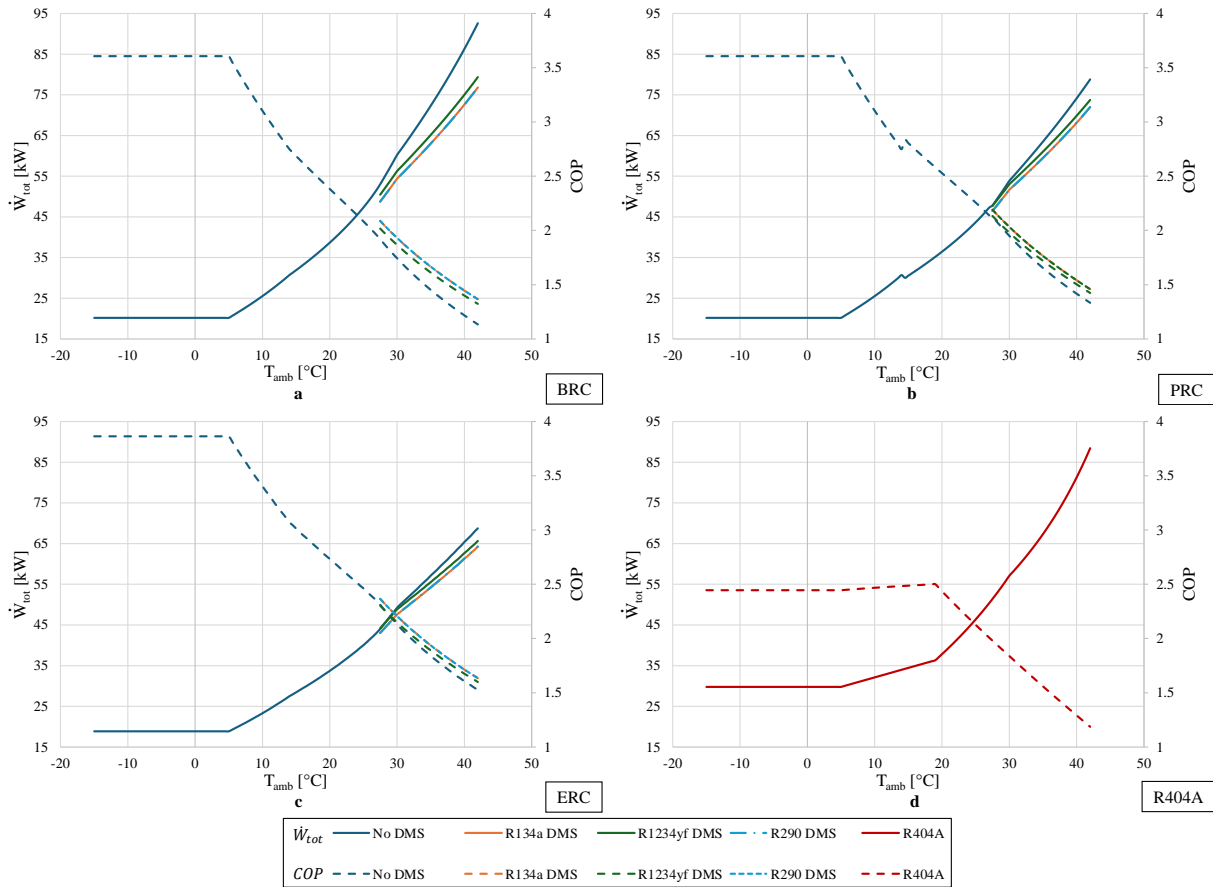 95
85
75
65
55
45
35
25
15
4
3.5
3
2.5
2
1.5
1
-20 -10 0 10 20 30 40 50
Ẇtot [kW]
COP
Tamb [°C]
a
BRC
95
85
75
65
55
45
35
25
15
4
3.5
3
2.5
2
1.5
1
-20 -10 0 10 20 30 40 50
Ẇtot [kW]
COP
Tamb [°C]
b
PRC
95
85
75
65
55
45
35
25
15
4
3.5
3
2.5
2
1.5
1
-20 -10 0 10 20 30 40 50
Ẇtot [kW]
COP
Tamb [°C]
c
ERC
95
85
75
65
55
45
35
25
15
4
3.5
3
2.5
2
1.5
1
-20 -10 0 10 20 30 40 50
Ẇtot [kW]
COP
Tamb [°C]
d
R404A
Ẇtot No DMS R134a DMS R1234yf DMS R290 DMS R404A
COP No DMS R134a DMS R1234yf DMS R290 DMS R404A